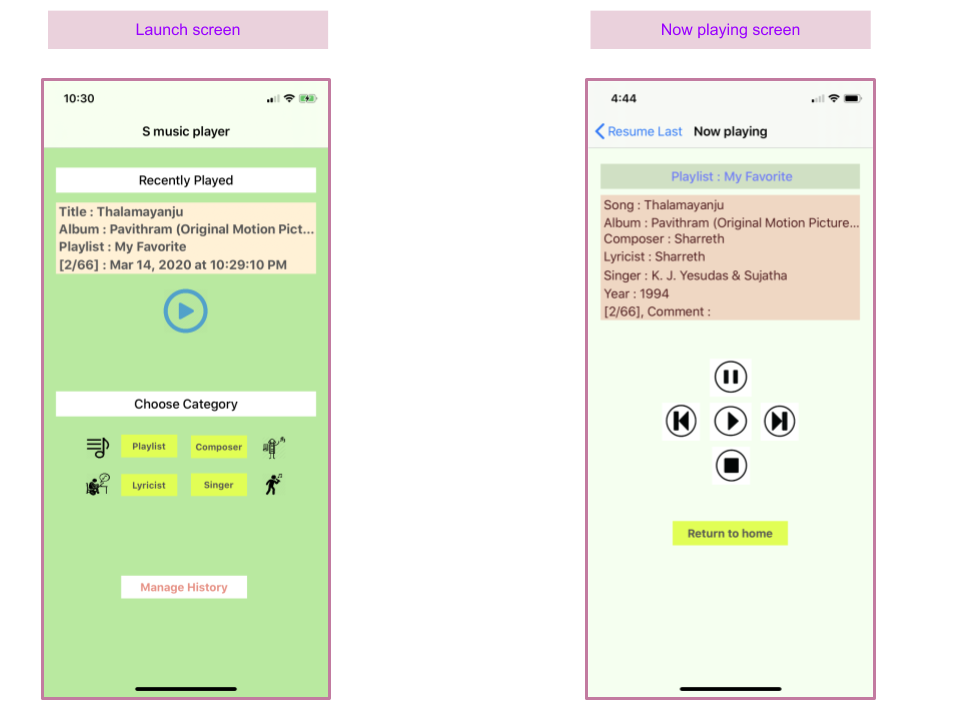 Launch screen
Now playing screen
10:30
S music player
Recently Played
Title : Thalamayanju
Album : Pavithram (Original Motion Pict...
Playlist : My Favorite
[2/66] : Mar 14, 2020 at 10:29:10 PM
Choose Category
Playlist
Composer
Lyricist
Singer
Manage History
4:44
Resume Last
Now playing
Playlist : My Favorite
Song : Thalamayanju
Album : Pavithram (Original Motion Picture...
Composer : Sharreth
Lyricist : Sharreth
Singer : K. J. Yesudas & Sujatha
Year : 1994
[2/66], Comment :
Return to home